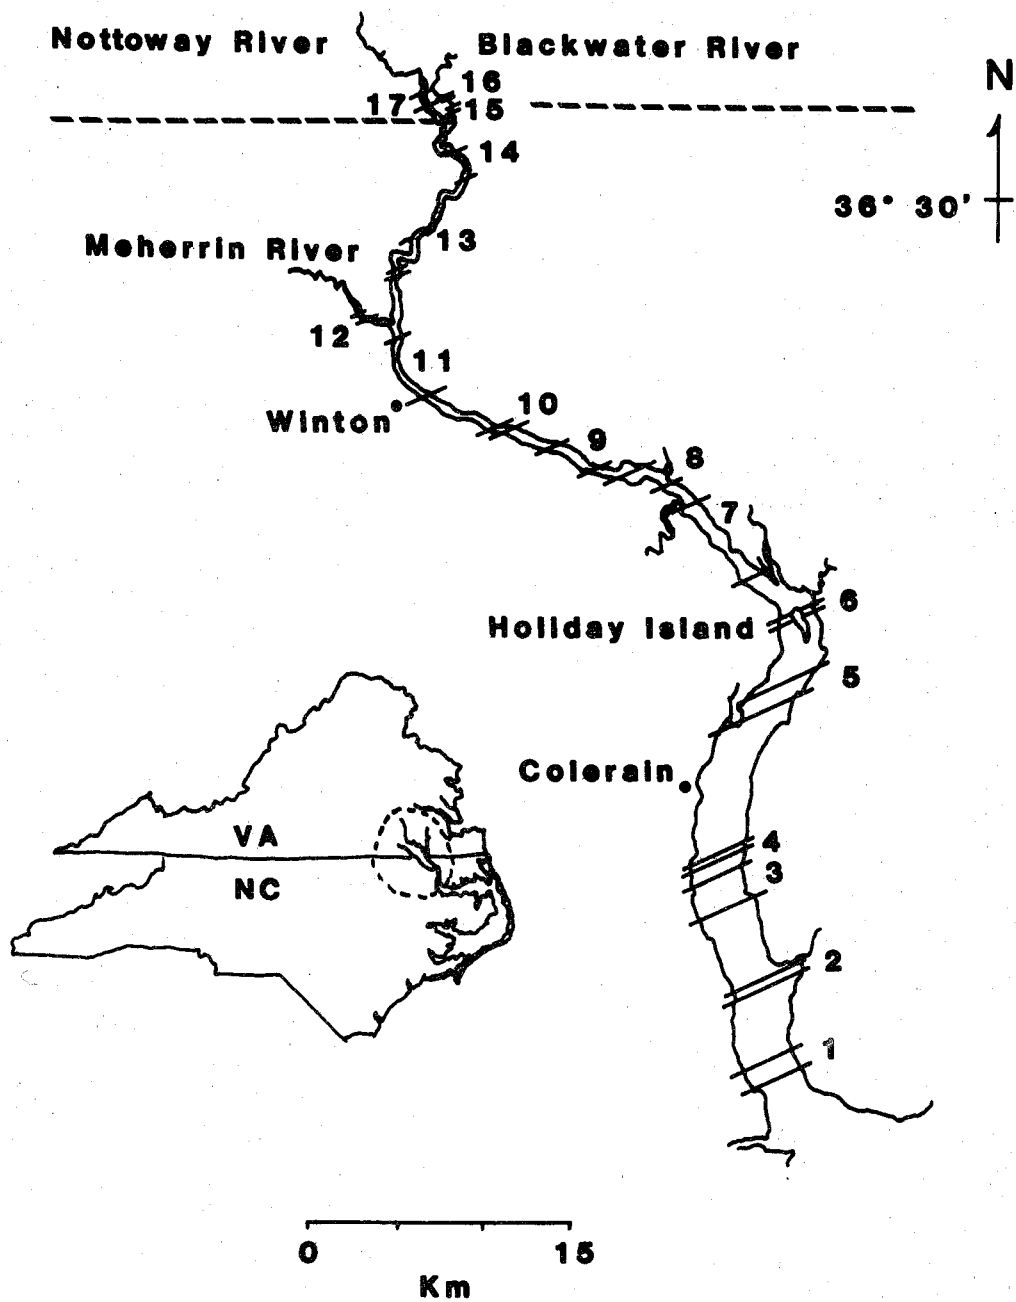 Nottoway River
Blackwater River
N
16
17
15
14
36° 30'
13
Meherrin River
12
11
10
Winton
9
8
7
6
Holiday Island
5
Colerain
4
VA
3
NC
2
1
0 15
Km